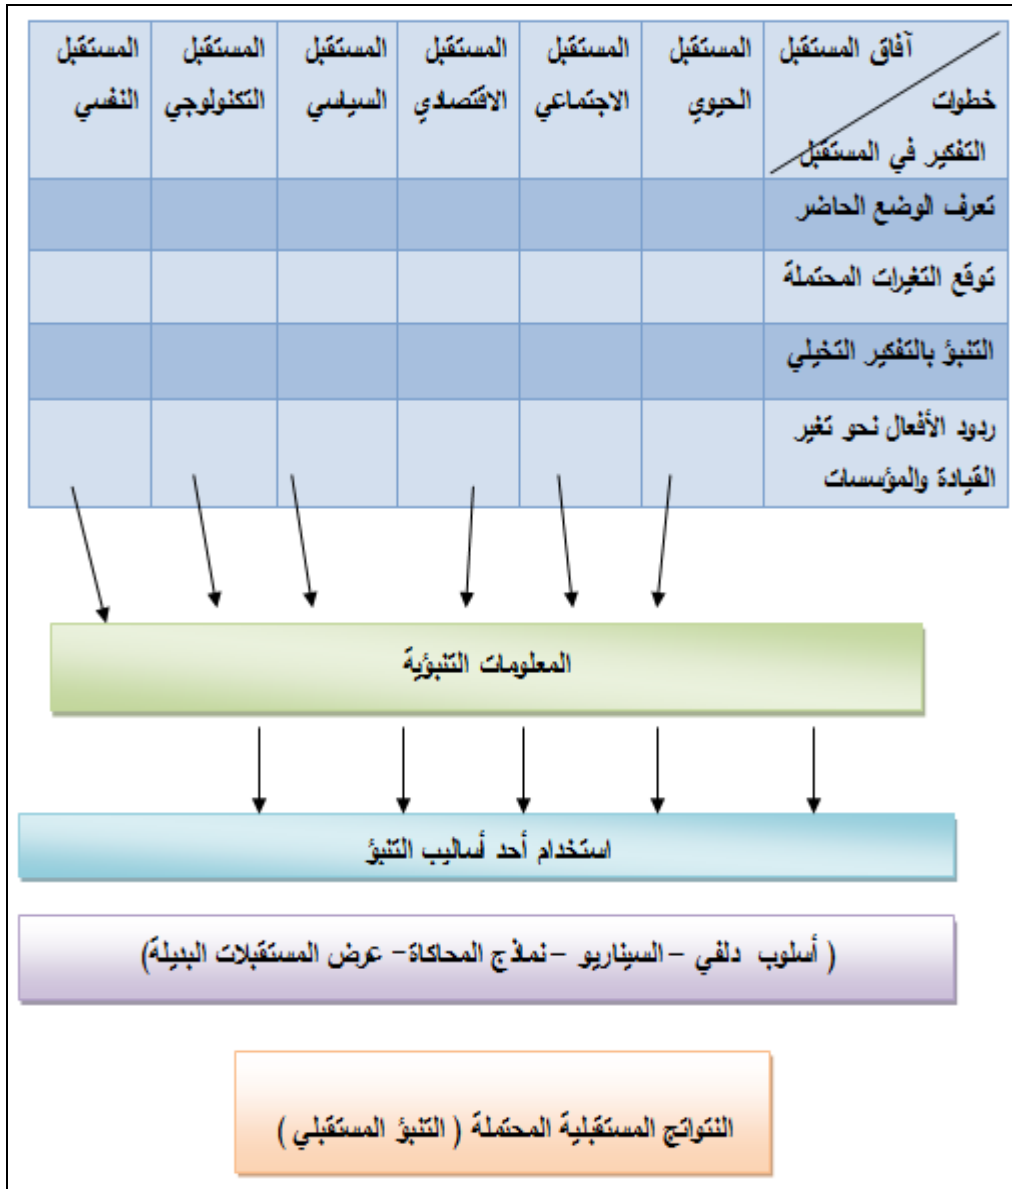 آفاق المستقبل
خطوات
التفكير في المستقبل
المستقبل الحيوي
المستقبل الاجتماعي
المستقبل الاقتصادي
المستقبل السياسي
المستقبل التكنولوجي
المستقبل النفسي
تعرف الوضع الحاضر
توقع التغيرات المحتملة
التنبؤ بالتفكير التخيلي
ردود الأفعال نحو تغير
القيادة والمؤسسات
المعلومات التنبؤية
استخدام أحد أساليب التنبؤ
( أسلوب دلفي – السيناريو – نماذج المحاكاة – عرض المستقبلات البديلة)
النتواتج المستقبلية المحتملة ( التنبؤ المستقبلي )